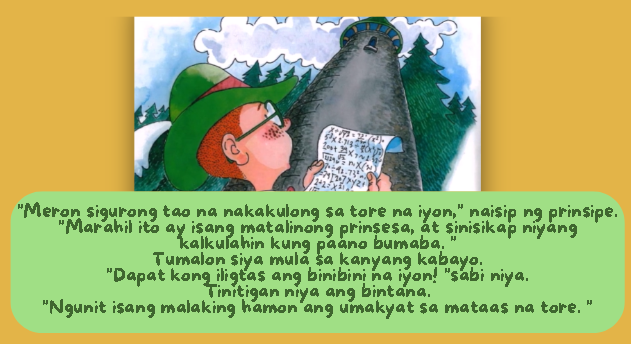 "Meron sigurong tao na nakakulong sa tore na iyon," naisip ng prinsipe.
"Marahil ito ay isang matalinong prinsesa, at sinisikap niyang
kalkulahin kung paano bumaba. "
Tumalon siya mula sa kanyang kabayo.
"Dapat kong iligtas ang binibini na iyon! "sabi niya.
Tinitigan niya ang bintana.
"Ngunit isang malaking hamon ang umakyat sa mataas na tore. "